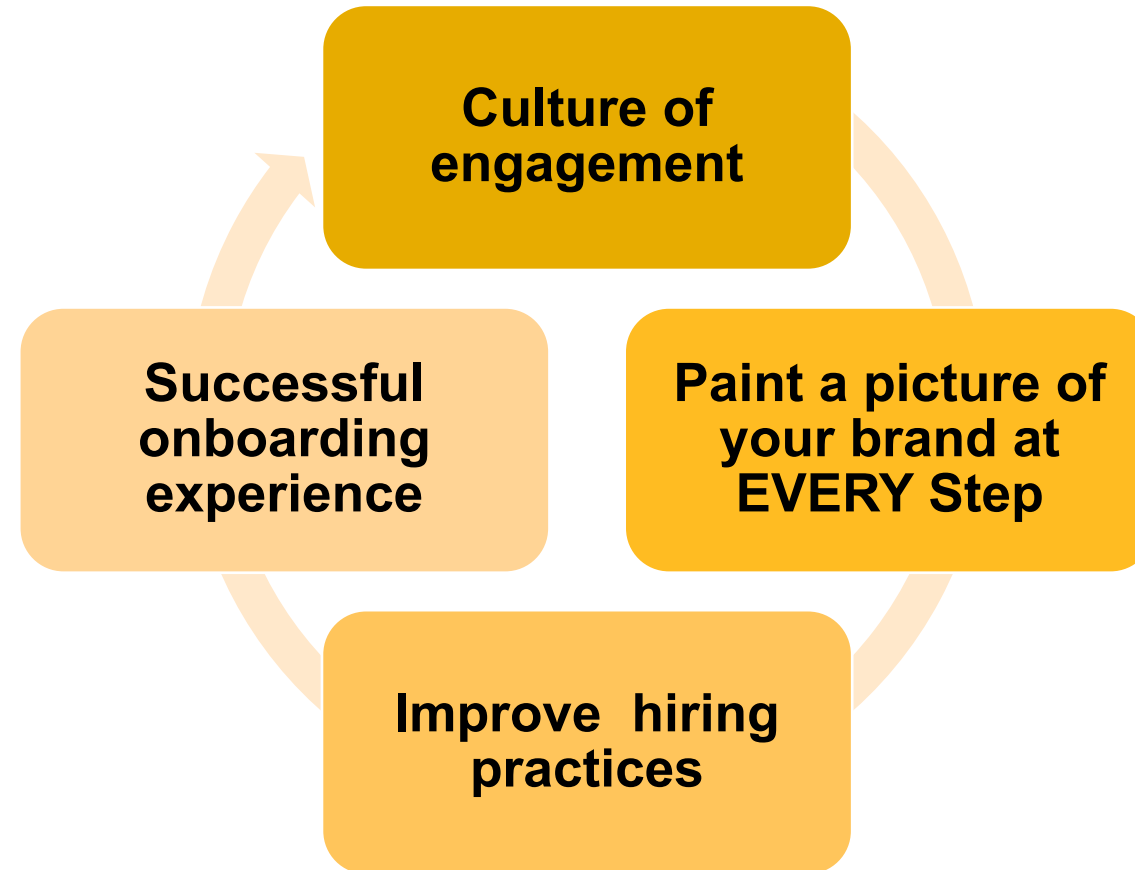 Culture of
engagement
Paint a picture of
your brand at
EVERY Step
Improve  hiring
practices
Successful
onboarding
experience